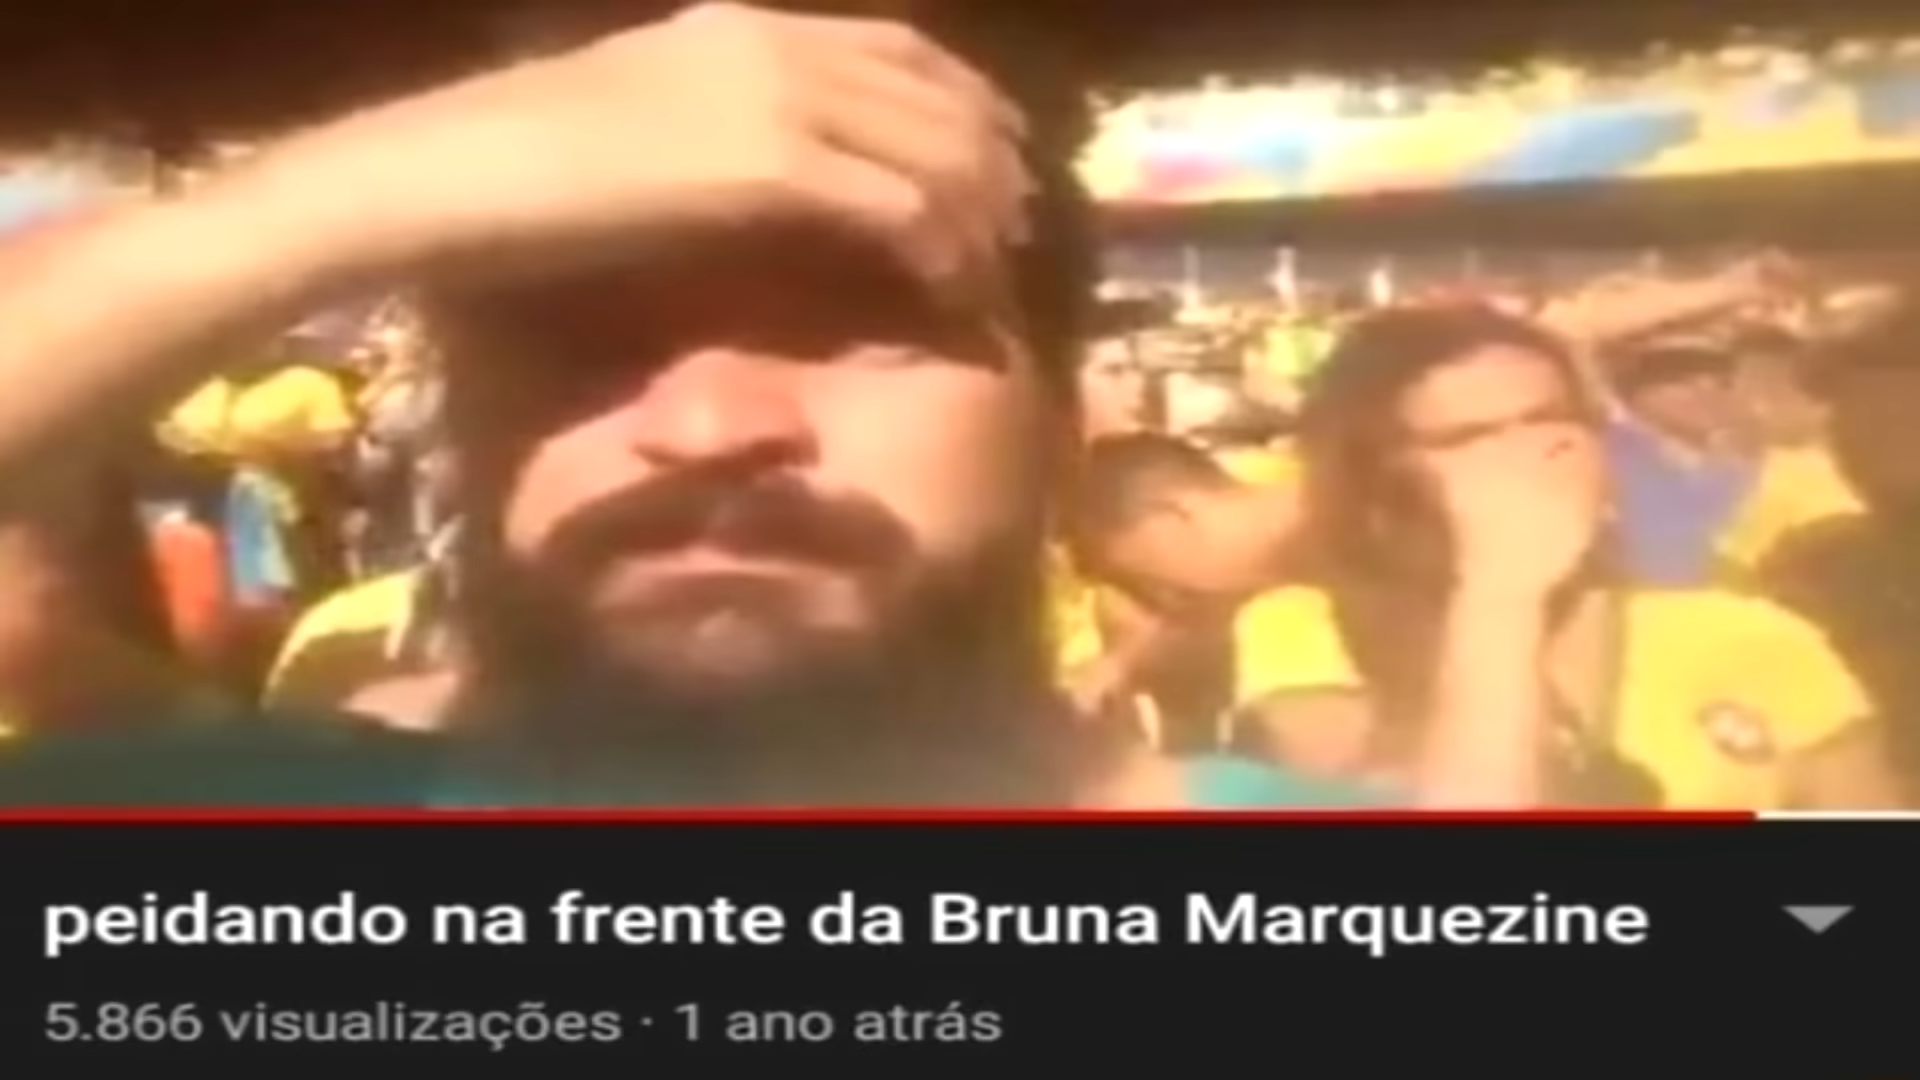 peidando na frente da Bruna Marquezine
5.866 visualizações · 1 ano atrás